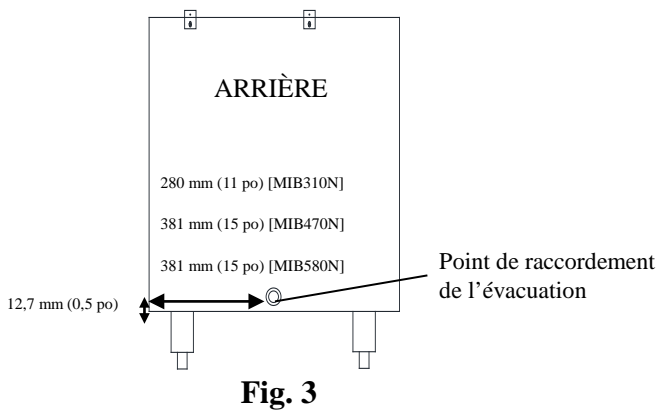 ARRIÈRE
280 mm (11 po) [MIB310N]
381 mm (15 po) [MIB470N]
381 mm (15 po) [MIB580N]
Point de raccordement
de l’évacuation
12,7 mm (0,5 po)
Fig. 3